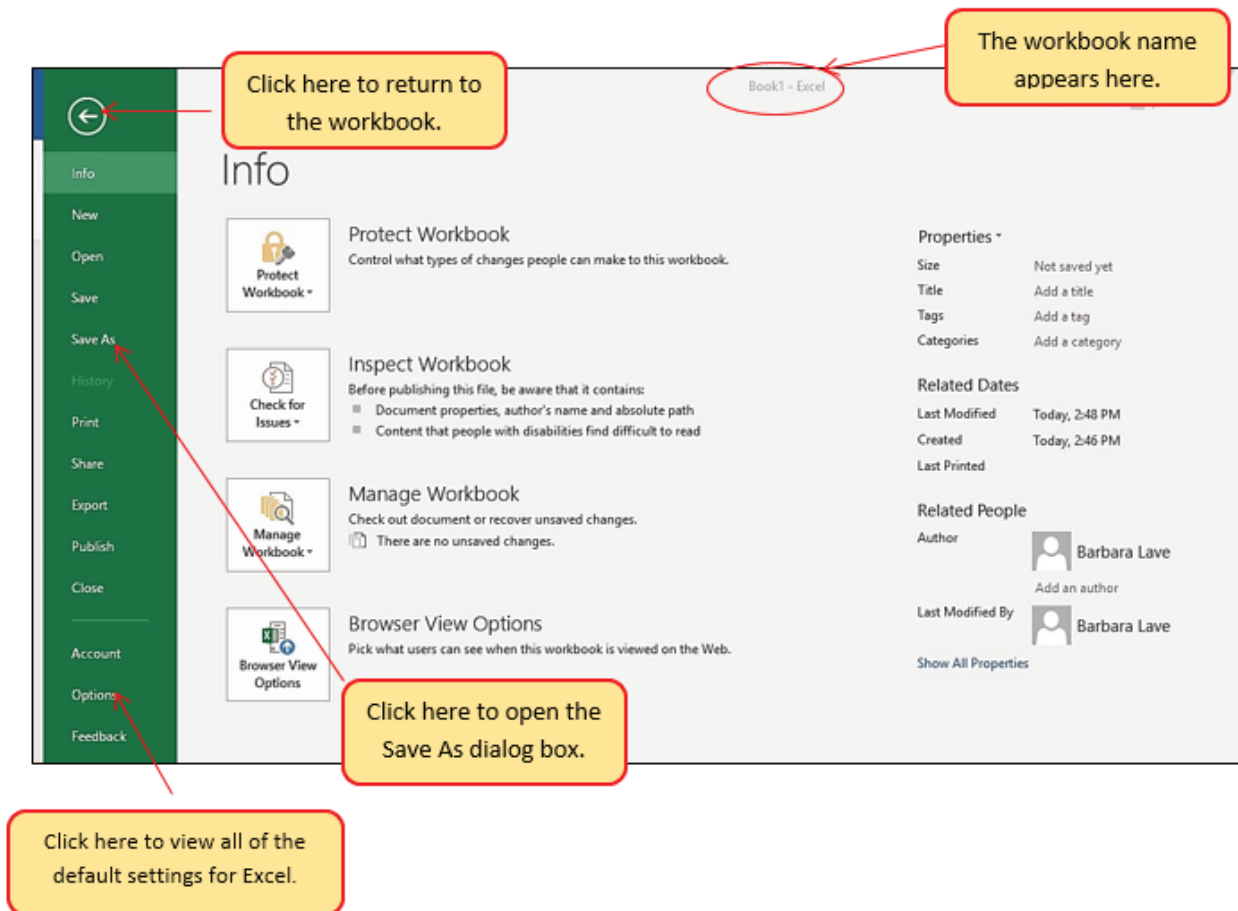 The workbook name
appears here.
Click here to return to
the workbook.
Book1 - Excel
Info
New
Open
Save
Save As
History
Print
Share
Export
Publish
Close
Account
Options
Feedback
Info
Protect
Workbook
Protect Workbook
Control what types of changes people can make to this workbook.
Check for
Issues
Inspect Workbook
Before publishing this file, be aware that it contains:
Document properties, author's name and absolute path
Content that people with disabilities find difficult to read
Manage
Workbook
Manage Workbook
Check out document or recover unsaved changes.
There are no unsaved changes.
Browser View
Options
Browser View Options
Pick what users can see when this workbook is viewed on the Web.
Properties
Size Not saved yet
Title Add a title
Tags Add a tag
Categories Add a category
Related Dates
Last Modified Today, 2:48 PM
Created Today, 2:46 PM
Last Printed
Related People
Author Barbara Lave
Add an author
Last Modified By Barbara Lave
Show All Properties
Click here to open the
Save As dialog box.
Click here to view all of the
default settings for Excel.